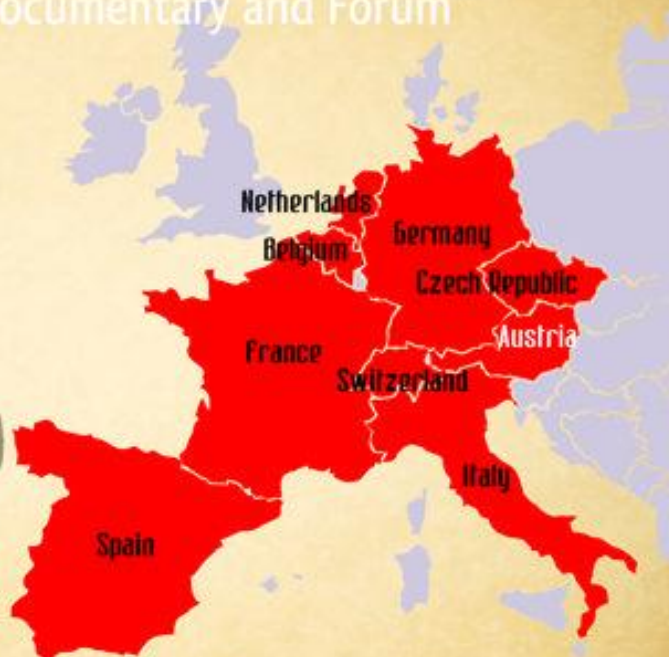 ocumentary and Forum
Netherlands
Belgium
Germany
Czech Republic
Austria
France
Switzerland
Italy
Spain